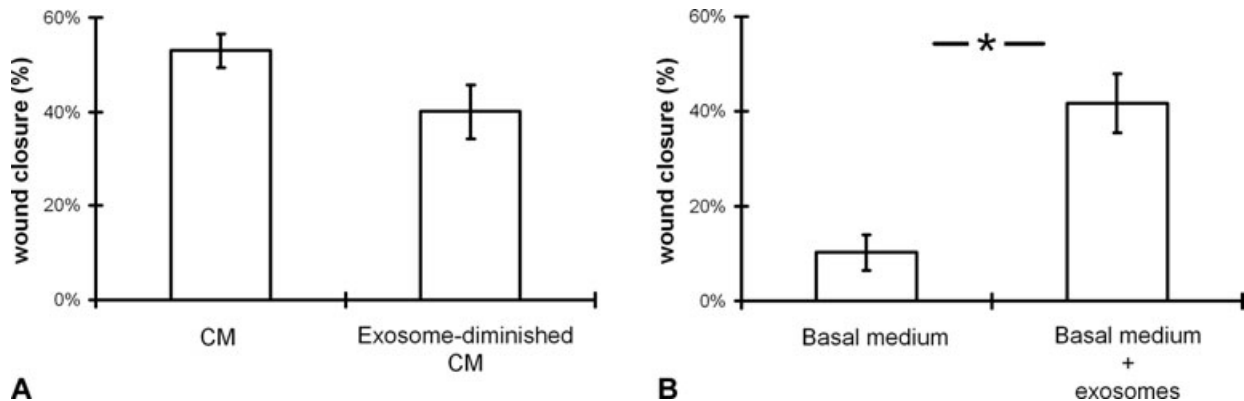 60%
40%
20%
0%
wound closure (%)
CM
Exosome-diminished
CM
A
60%
40%
20%
0%
wound closure (%)
*
Basal medium
Basal medium
+
exosomes
B